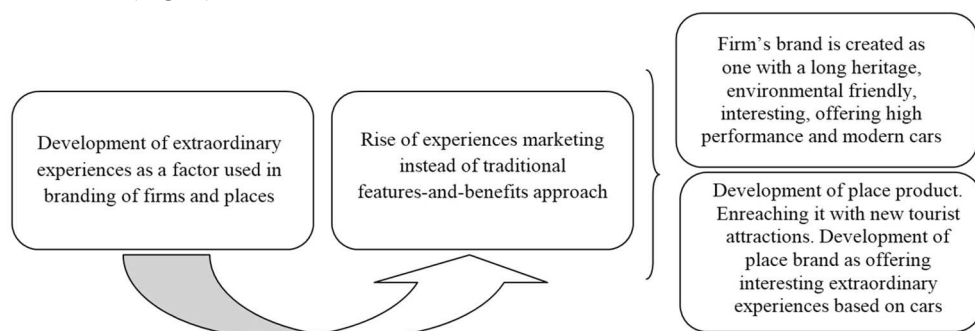 Development of extraordinary
experiences as a factor used in
branding of firms and places
Rise of experiences marketing
instead of traditional
features-and-benefits approach
Firm's brand is created as
one with a long heritage,
environmental friendly,
interesting, offering high
performance and modern cars
Development of place product.
Enreaching it with new tourist
attractions. Development of
place brand as offering
interesting extraordinary
experiences based on cars